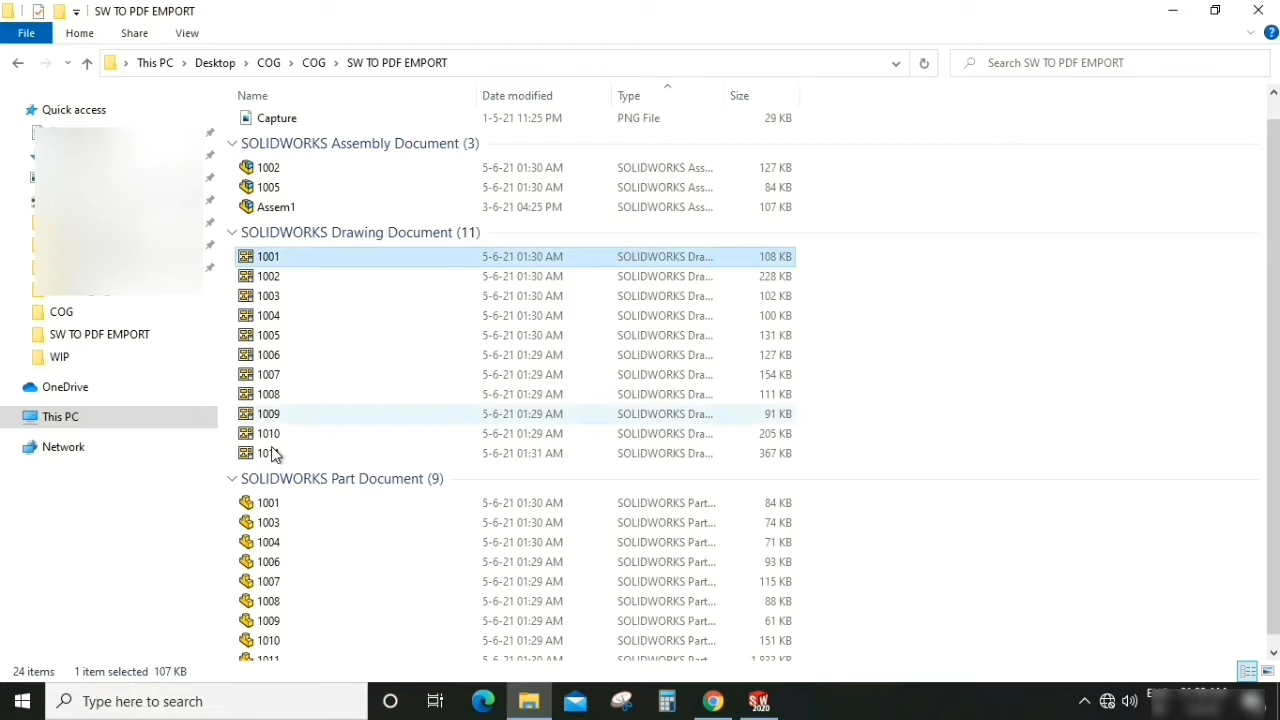 SW TO PDF EMPORT
File Home Share View
This PC Desktop COG COG SW TO PDF EMPORT Search SW TO PDF EMPORT
Name Date modified Type Size
Quick access
COG
SW TO PDF EMPORT
WIP
OneDrive
This PC
Network
Capture 1-5-21 11:25 PM PNG File 29 KB
SOLIDWORKS Assembly Document (3)
1002 5-6-21 01:30 AM SOLIDWORKS Ass... 127 KB
1005 5-6-21 01:30 AM SOLIDWORKS Ass... 84 KB
Assem1 3-6-21 04:25 PM SOLIDWORKS Ass... 107 KB
SOLIDWORKS Drawing Document (11)
1001 5-6-21 01:30 AM SOLIDWORKS Dra... 108 KB
1002 5-6-21 01:30 AM SOLIDWORKS Dra... 228 KB
1003 5-6-21 01:30 AM SOLIDWORKS Dra... 102 KB
1004 5-6-21 01:30 AM SOLIDWORKS Dra... 100 KB
1005 5-6-21 01:30 AM SOLIDWORKS Dra... 131 KB
1006 5-6-21 01:29 AM SOLIDWORKS Dra... 127 KB
1007 5-6-21 01:29 AM SOLIDWORKS Dra... 154 KB
1008 5-6-21 01:29 AM SOLIDWORKS Dra... 111 KB
1009 5-6-21 01:29 AM SOLIDWORKS Dra... 91 KB
1010 5-6-21 01:29 AM SOLIDWORKS Dra... 205 KB
5-6-21 01:31 AM SOLIDWORKS Dra... 367 KB
SOLIDWORKS Part Document (9)
1001 5-6-21 01:30 AM SOLIDWORKS Part... 84 KB
1003 5-6-21 01:30 AM SOLIDWORKS Part... 74 KB
1004 5-6-21 01:30 AM SOLIDWORKS Part... 71 KB
1006 5-6-21 01:29 AM SOLIDWORKS Part... 93 KB
1007 5-6-21 01:29 AM SOLIDWORKS Part... 115 KB
1008 5-6-21 01:29 AM SOLIDWORKS Part... 88 KB
1009 5-6-21 01:29 AM SOLIDWORKS Part... 61 KB
1010 5-6-21 01:29 AM SOLIDWORKS Part... 151 KB
1011 5-6-21 01:29 AM SOLIDWORKS Part... 1,833 KB
24 items 1 item selected 107 KB
Type here to search
SW
2020